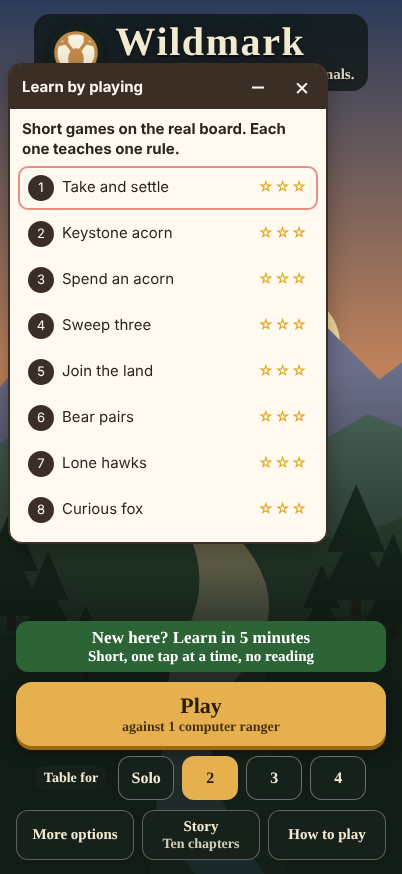 Wildmark
nals.
Learn by playing
Short games on the real board. Each
one teaches one rule.
1 Take and settle ☆☆☆
2 Keystone acorn ☆☆☆
3 Spend an acorn ☆☆☆
4 Sweep three ☆☆☆
5 Join the land ☆☆☆
6 Bear pairs ☆☆☆
7 Lone hawks ☆☆☆
8 Curious fox ☆☆☆
New here? Learn in 5 minutes
Short, one tap at a time, no reading
Play
against 1 computer ranger
Table for Solo 2 3 4
More options
Story
Ten chapters
How to play